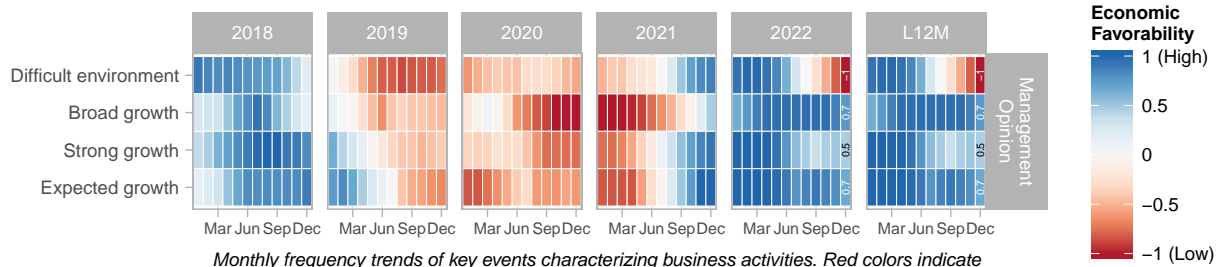 2018 2019 2020 2021 2022 L12M
Difficult environment
Broad growth
Strong growth
Expected growth
−1 −1
0.7 0.7
0.5 0.5
0.7 0.7
Management
Opinion
Mar Jun Sep Dec Mar Jun Sep Dec Mar Jun Sep Dec Mar Jun Sep Dec Mar Jun Sep Dec Mar Jun Sep Dec
Monthly frequency trends of key events characterizing business activities. Red colors indicate
Economic
Favorability
1 (High)
0.5
0
−0.5
−1 (Low)